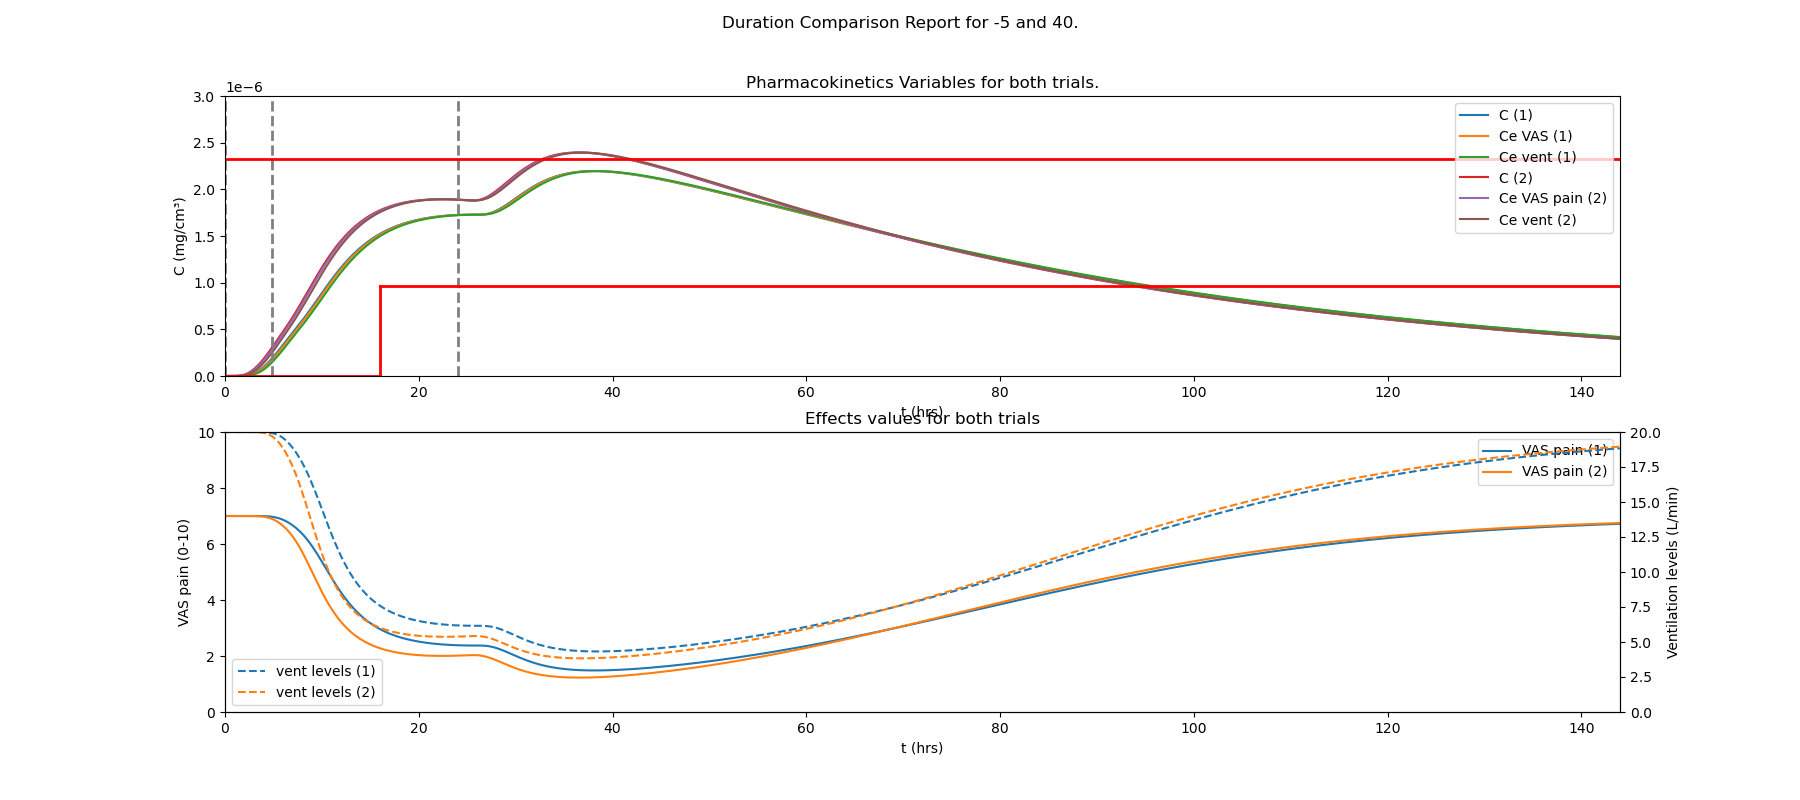 Duration Comparison Report for -5 and 40.
Pharmacokinetics Variables for both trials.
1e−6
3.0
2.5
2.0
1.5
1.0
0.5
0.0
C (mg/cm³)
C (1)
Ce VAS (1)
Ce vent (1)
C (2)
Ce VAS pain (2)
Ce vent (2)
0 20 40 60 80 100 120 140
t (hrs)
Effects values for both trials
10
8
6
4
2
0
VAS pain (0-10)
VAS pain (1)
VAS pain (2)
vent levels (1)
vent levels (2)
20.0
17.5
15.0
12.5
10.0
7.5
5.0
2.5
0.0
Ventilation levels (L/min)
0 20 40 60 80 100 120 140
t (hrs)